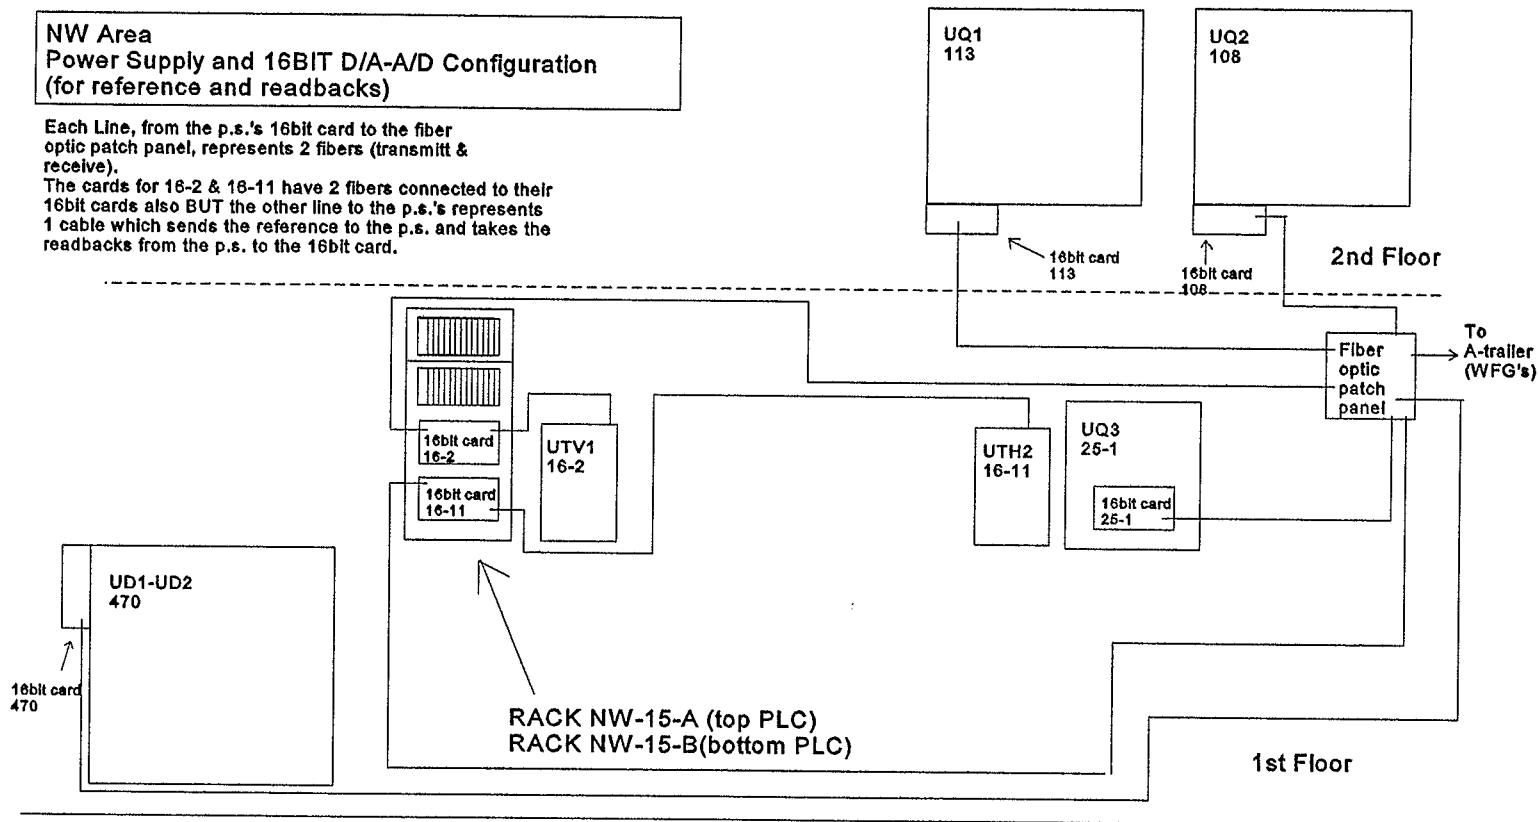 NW Area
Power Supply and 16BIT D/A-A/D Configuration
(for reference and readbacks)
Each Line, from the p.s.'s 16bit card to the fiber
optic patch panel, represents 2 fibers (transmitt &
receive).
The cards for 16-2 & 16-11 have 2 fibers connected to their
16bit cards also BUT the other line to the p.s.'s represents
1 cable which sends the reference to the p.s. and takes the
readbacks from the p.s. to the 16bit card.
UQ1
113
UQ2
108
16bit card
113
16bit card
108
2nd Floor
Fiber
optic
patch
panel
To
A-trailer
(WFG's)
16bit card
16-2
16bit card
16-11
UTV1
16-2
UTH2
16-11
UQ3
25-1
16bit card
25-1
UD1-UD2
470
16bit card
470
RACK NW-15-A (top PLC)
RACK NW-15-B(bottom PLC)
1st Floor